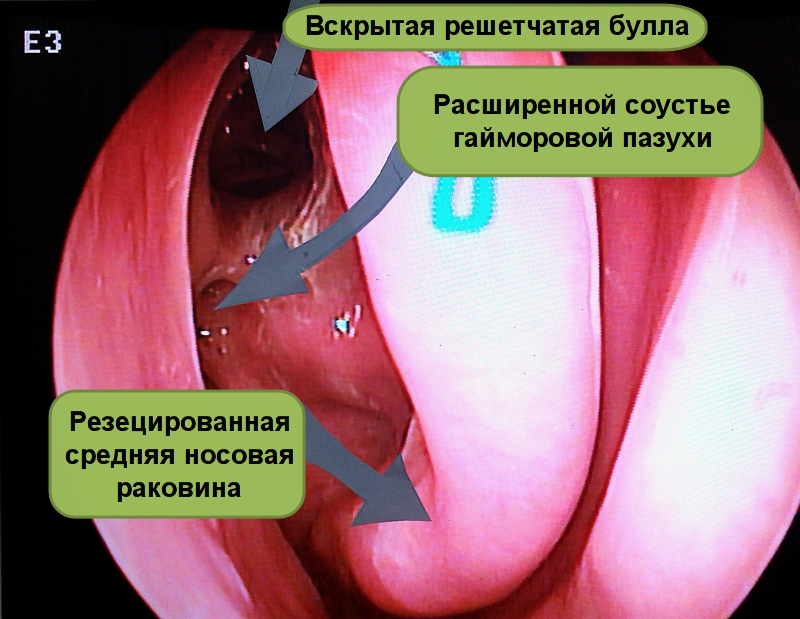 Вскрытая решетчатая булла
E3
Расширенной соустье
гайморовой пазухи
Резецированная
средняя носовая
раковина